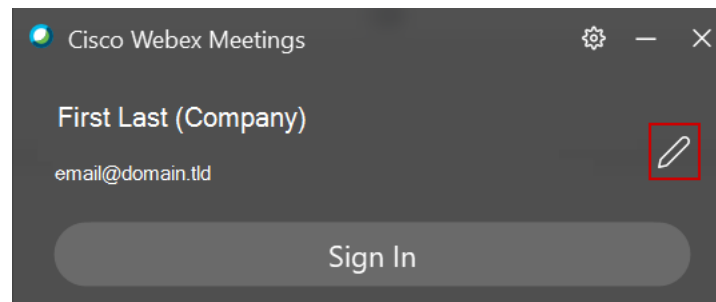 Cisco Webex Meetings
First Last (Company)
email@domain.tld
Sign In